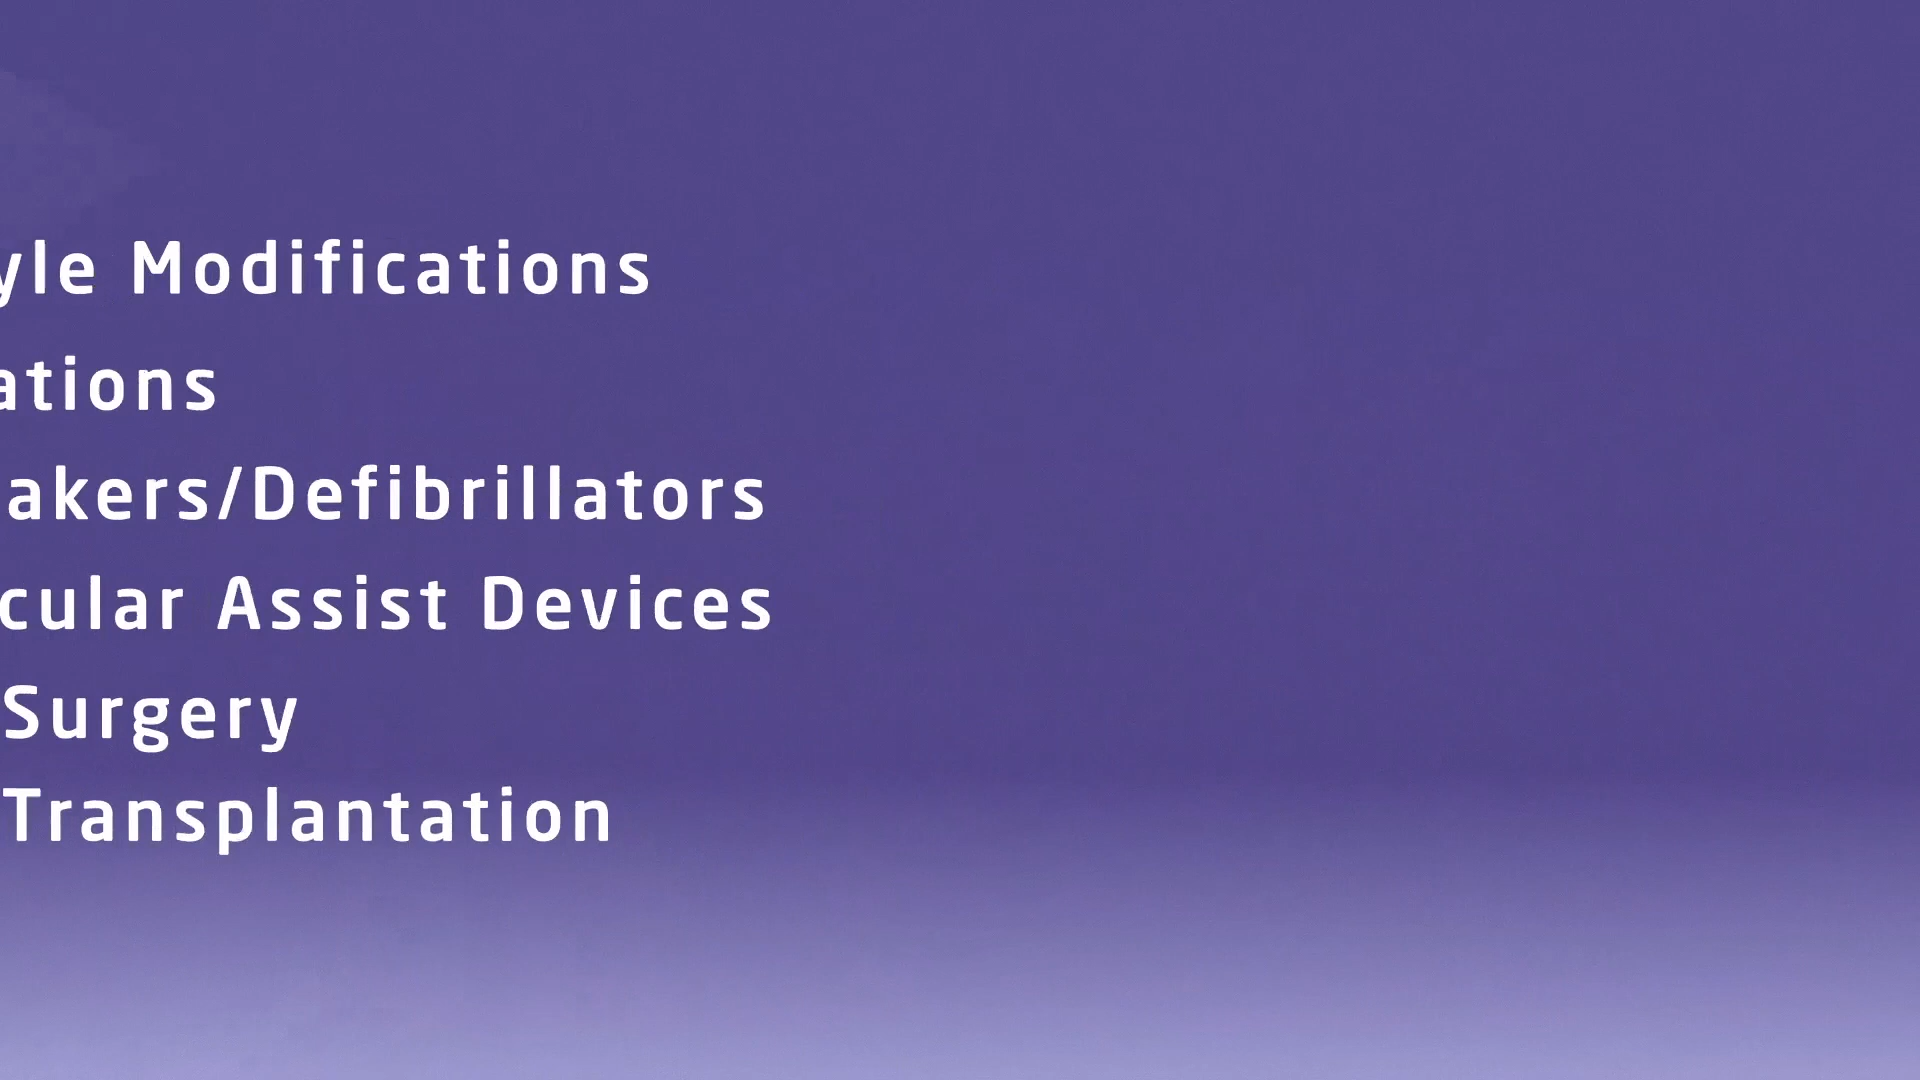 yle Modifications
ations
akers/Defibrillators
cular Assist Devices
Surgery
Transplantation